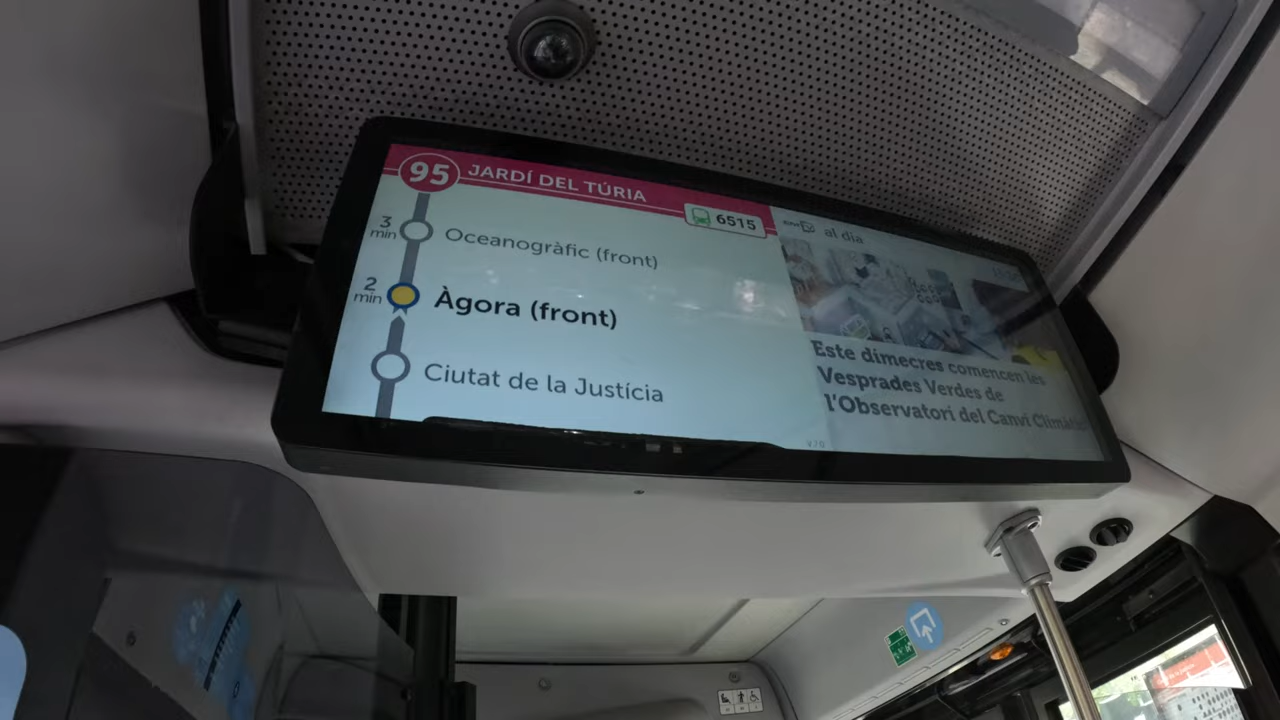 95 JARDÍ DEL TÚRIA
6515
3 min Oceanogràfic (front)
2 min Àgora (front)
Ciutat de la Justícia
al dia
Este dimecres comencen les
Vesprades Verdes de
l'Observatori del Canvi Climàtic